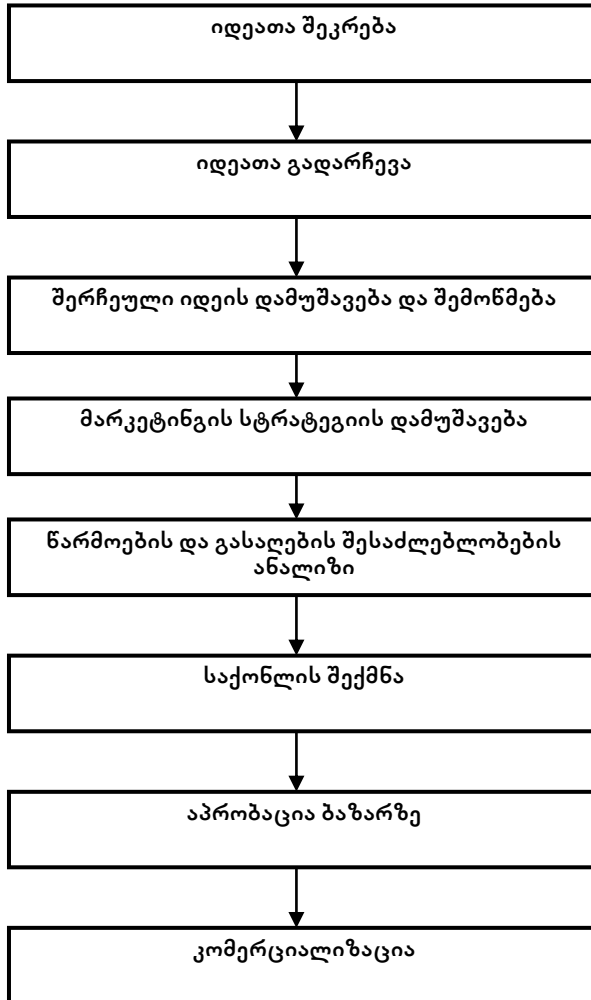 იდეათა შეკრება
იდეათა გადარჩევა
შერჩეული იდეის დამუშავება და შემოწმება
მარკეტინგის სტრატეგიის დამუშავება
წარმოების და გასაღების შესაძლებლობების
ანალიზი
საქონლის შექმნა
აპრობაცია ბაზარზე
კომერციალიზაცია